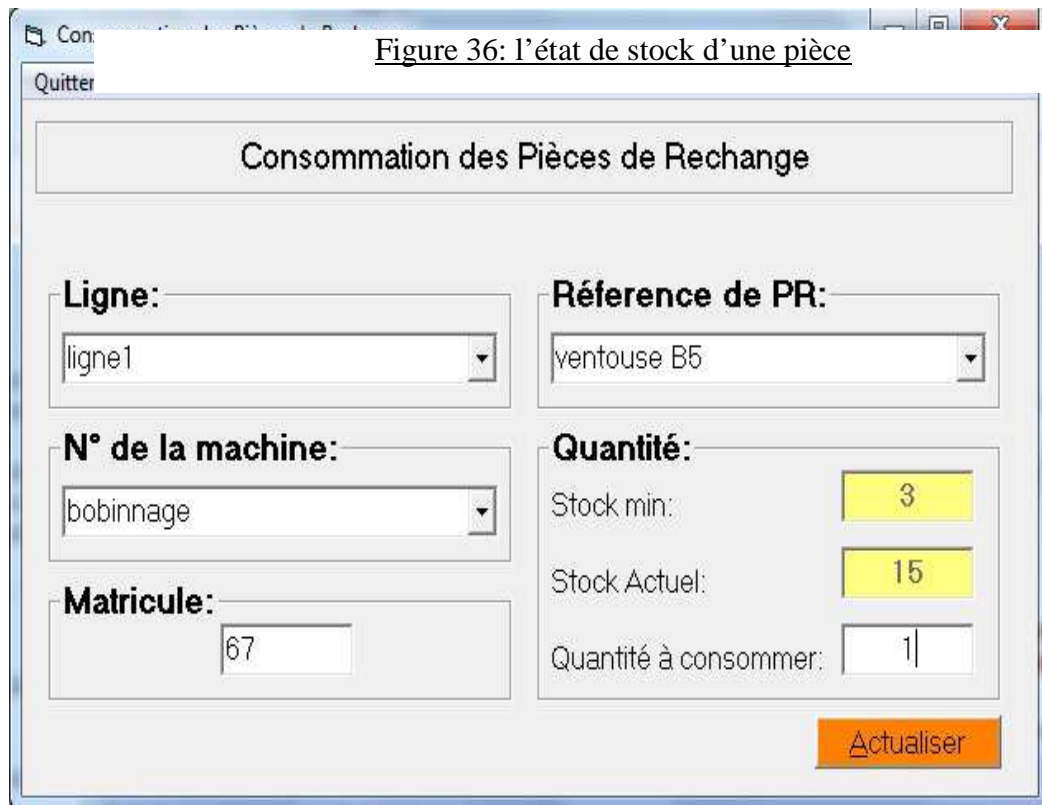 Figure 36: l’état de stock d’une pièce
Quitter
Consommation des Pièces de Rechange
Ligne:
ligne1
Réference de PR:
ventouse B5
N° de la machine:
bobinnage
Quantité:
Stock min:
3
Stock Actuel:
15
Quantité à consommer:
1
Matricule:
67
Actualiser